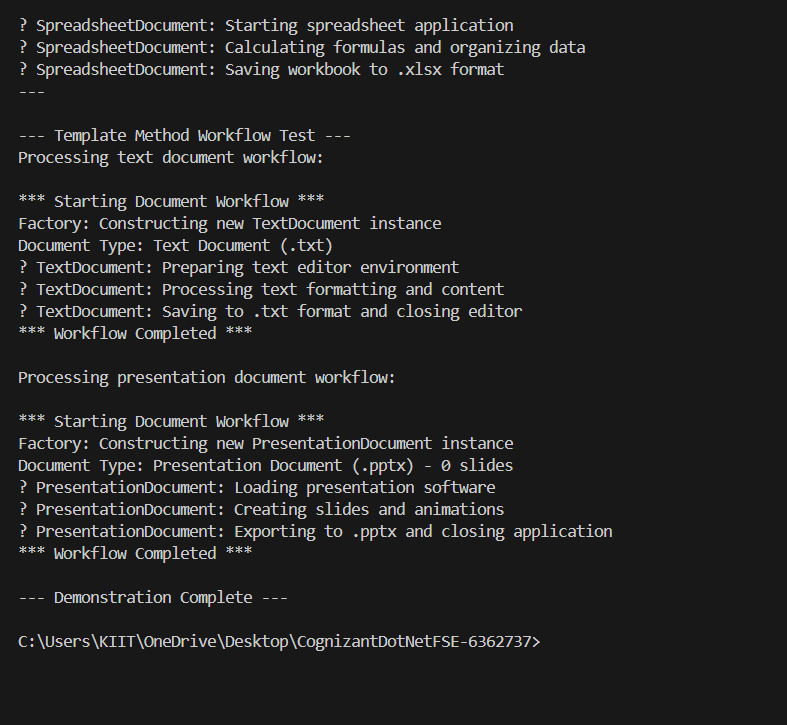 ? SpreadsheetDocument: Starting spreadsheet application
? SpreadsheetDocument: Calculating formulas and organizing data
? SpreadsheetDocument: Saving workbook to .xlsx format
---
--- Template Method Workflow Test ---
Processing text document workflow:
*** Starting Document Workflow ***
Factory: Constructing new TextDocument instance
Document Type: Text Document (.txt)
? TextDocument: Preparing text editor environment
? TextDocument: Processing text formatting and content
? TextDocument: Saving to .txt format and closing editor
*** Workflow Completed ***
Processing presentation document workflow:
*** Starting Document Workflow ***
Factory: Constructing new PresentationDocument instance
Document Type: Presentation Document (.pptx) - 0 slides
? PresentationDocument: Loading presentation software
? PresentationDocument: Creating slides and animations
? PresentationDocument: Exporting to .pptx and closing application
*** Workflow Completed ***
--- Demonstration Complete ---
C:\Users\KIIT\OneDrive\Desktop\CognizantDotNetFSE-6362737>